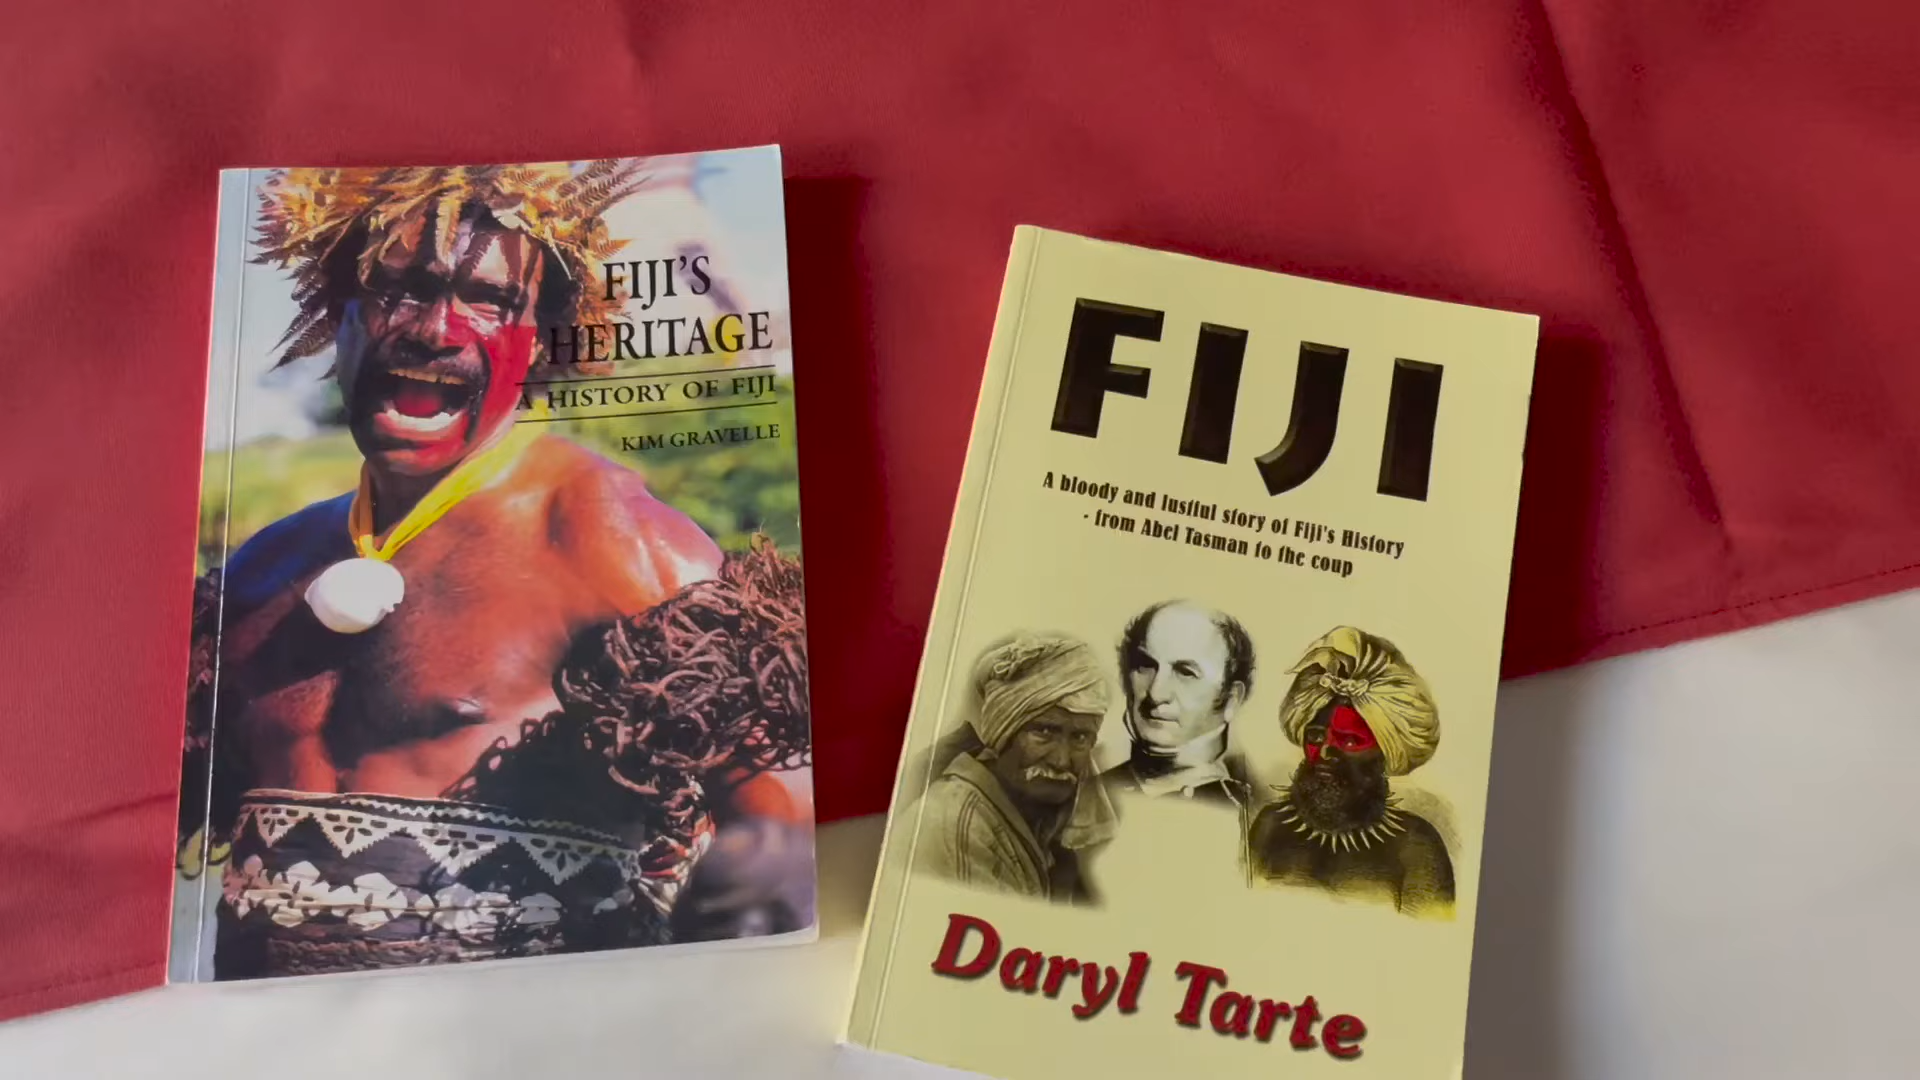 FIJI'S
HERITAGE
A HISTORY OF FIJI
KIM GRAVELLE
FIJI
A bloody and lustful story of Fiji's History
- from Abel Tasman to the coup
Daryl Tarte